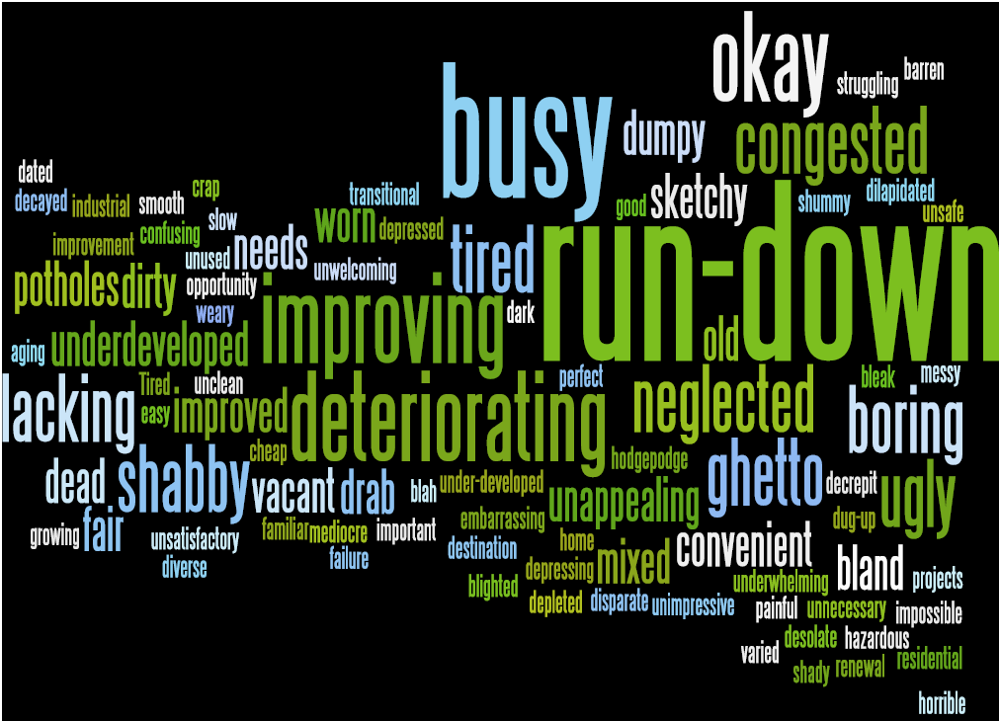 okay
struggling
barren
busy
dumpy
congested
dated
decayed
industrial
smooth
crap
slow
transitional
worn
depressed
good
sketchy
shummy
dilapidated
unsafe
improvement
confusing
unused
needs
unwelcoming
tired
run-down
potholes
dirty
opportunity
weary
improving
dark
old
aging
underdeveloped
lacking
Tired
unclean
easy
improved
deteriorating
perfect
neglected
bleak
messy
boring
cheap
dead
shabby
vacant
drab
blah
under-developed
hodgepodge
unappealing
ghetto
decrepit
ugly
growing
fair
unsatisfactory
familiar
mediocre
important
embarrassing
dug-up
diverse
failure
destination
home
depressing
mixed
convenient
bland
projects
blighted
depleted
disparate
unimpressive
underwhelming
painful
unnecessary
impossible
desolate
hazardous
varied
shady
renewal
residential
horrible